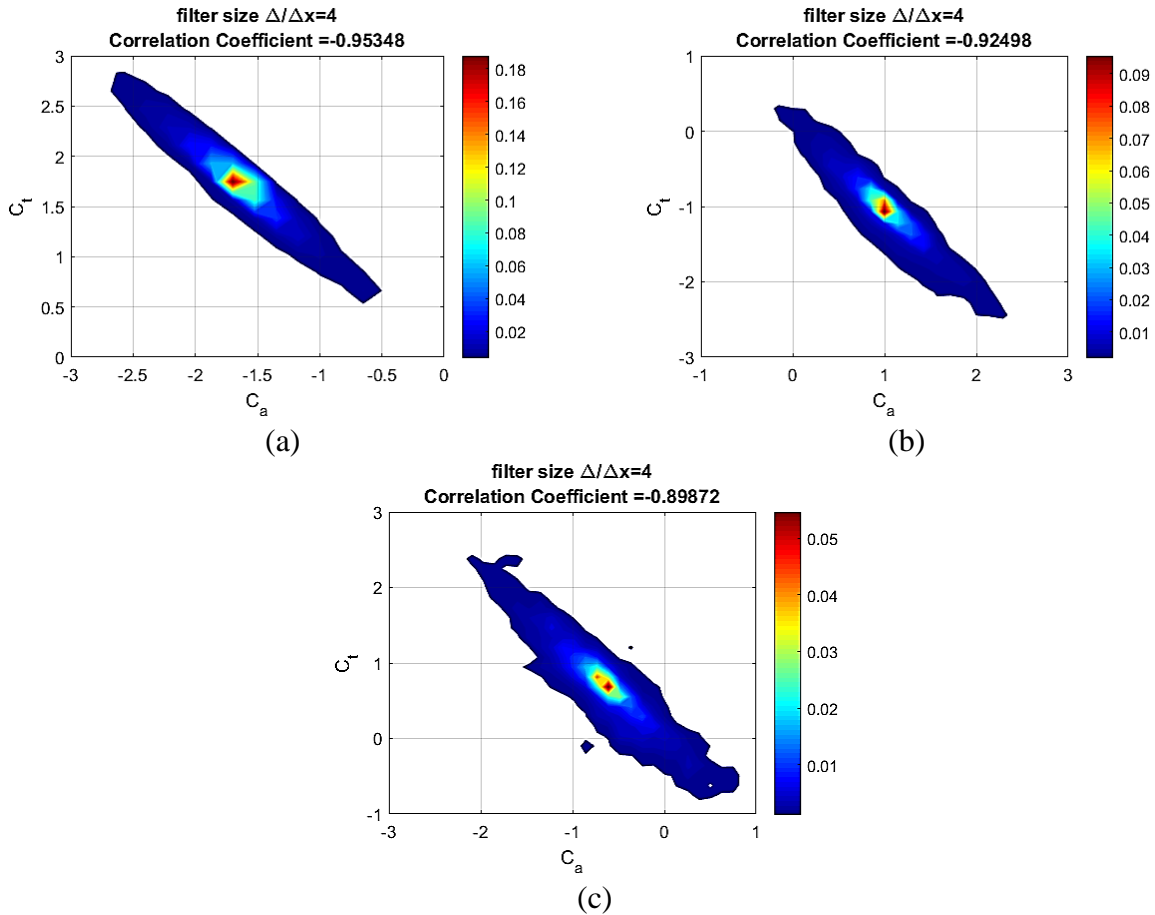 filter size Δ/Δx=4
Correlation Coefficient =-0.95348
3
2.5
2
1.5
1
0.5
0
C_t
-3 -2.5 -2 -1.5 -1 -0.5 0
C_a
0.18
0.16
0.14
0.12
0.1
0.08
0.06
0.04
0.02
(a)
filter size Δ/Δx=4
Correlation Coefficient =-0.92498
1
0
-1
-2
-3
C_t
-1 0 1 2 3
C_a
0.09
0.08
0.07
0.06
0.05
0.04
0.03
0.02
0.01
(b)
filter size Δ/Δx=4
Correlation Coefficient =-0.89872
3
2
1
0
-1
C_t
-3 -2 -1 0 1
C_a
0.05
0.04
0.03
0.02
0.01
(c)